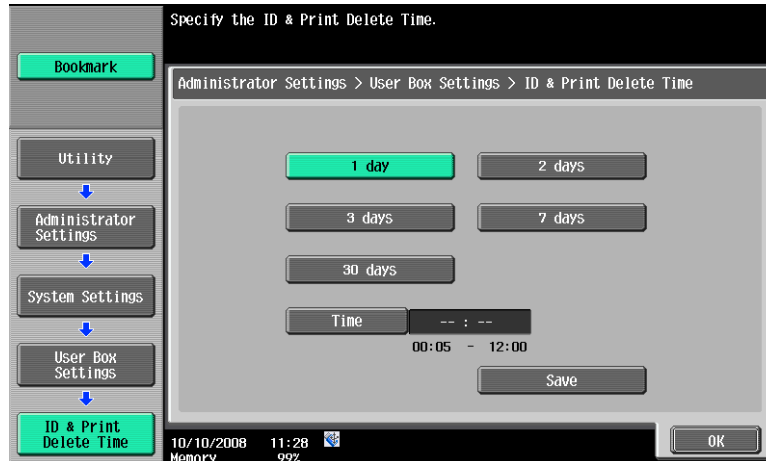 Specify the ID & Print Delete Time.
Bookmark
Administrator Settings > User Box Settings > ID & Print Delete Time
Utility
Administrator
Settings
System Settings
User Box
Settings
ID & Print
Delete Time
1 day
2 days
3 days
7 days
30 days
Time
-- : --
00:05 - 12:00
Save
10/10/2008 11:28
Memory 99%
OK